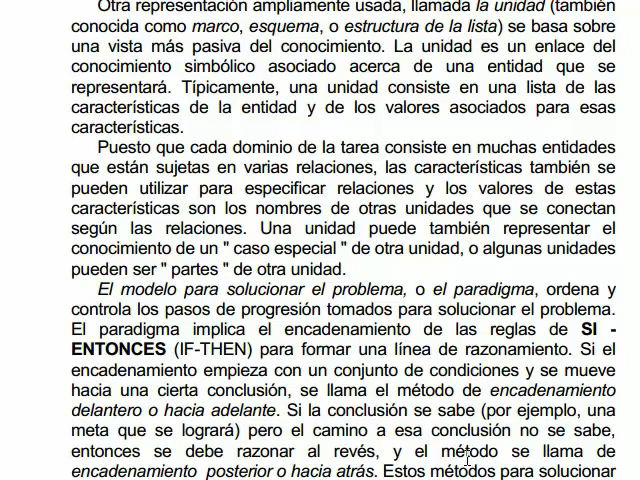 Otra representación ampliamente usada, llamada la unidad (también
conocida como marco, esquema, o estructura de la lista) se basa sobre
una vista más pasiva del conocimiento. La unidad es un enlace del
conocimiento simbólico asociado acerca de una entidad que se
representará. Típicamente, una unidad consiste en una lista de las
características de la entidad y de los valores asociados para esas
características.
Puesto que cada dominio de la tarea consiste en muchas entidades
que están sujetas en varias relaciones, las características también se
pueden utilizar para especificar relaciones y los valores de estas
características son los nombres de otras unidades que se conectan
según las relaciones. Una unidad puede también representar el
conocimiento de un " caso especial " de otra unidad, o algunas unidades
pueden ser " partes " de otra unidad.
El modelo para solucionar el problema, o el paradigma, ordena y
controla los pasos de progresión tomados para solucionar el problema.
El paradigma implica el encadenamiento de las reglas de SI -
ENTONCES (IF-THEN) para formar una línea de razonamiento. Si el
encadenamiento empieza con un conjunto de condiciones y se mueve
hacia una cierta conclusión, se llama el método de encadenamiento
delantero o hacia adelante. Si la conclusión se sabe (por ejemplo, una
meta que se logrará) pero el camino a esa conclusión no se sabe,
entonces se debe razonar al revés, y el método se llama de
encadenamiento posterior o hacia atrás. Estos métodos para solucionar